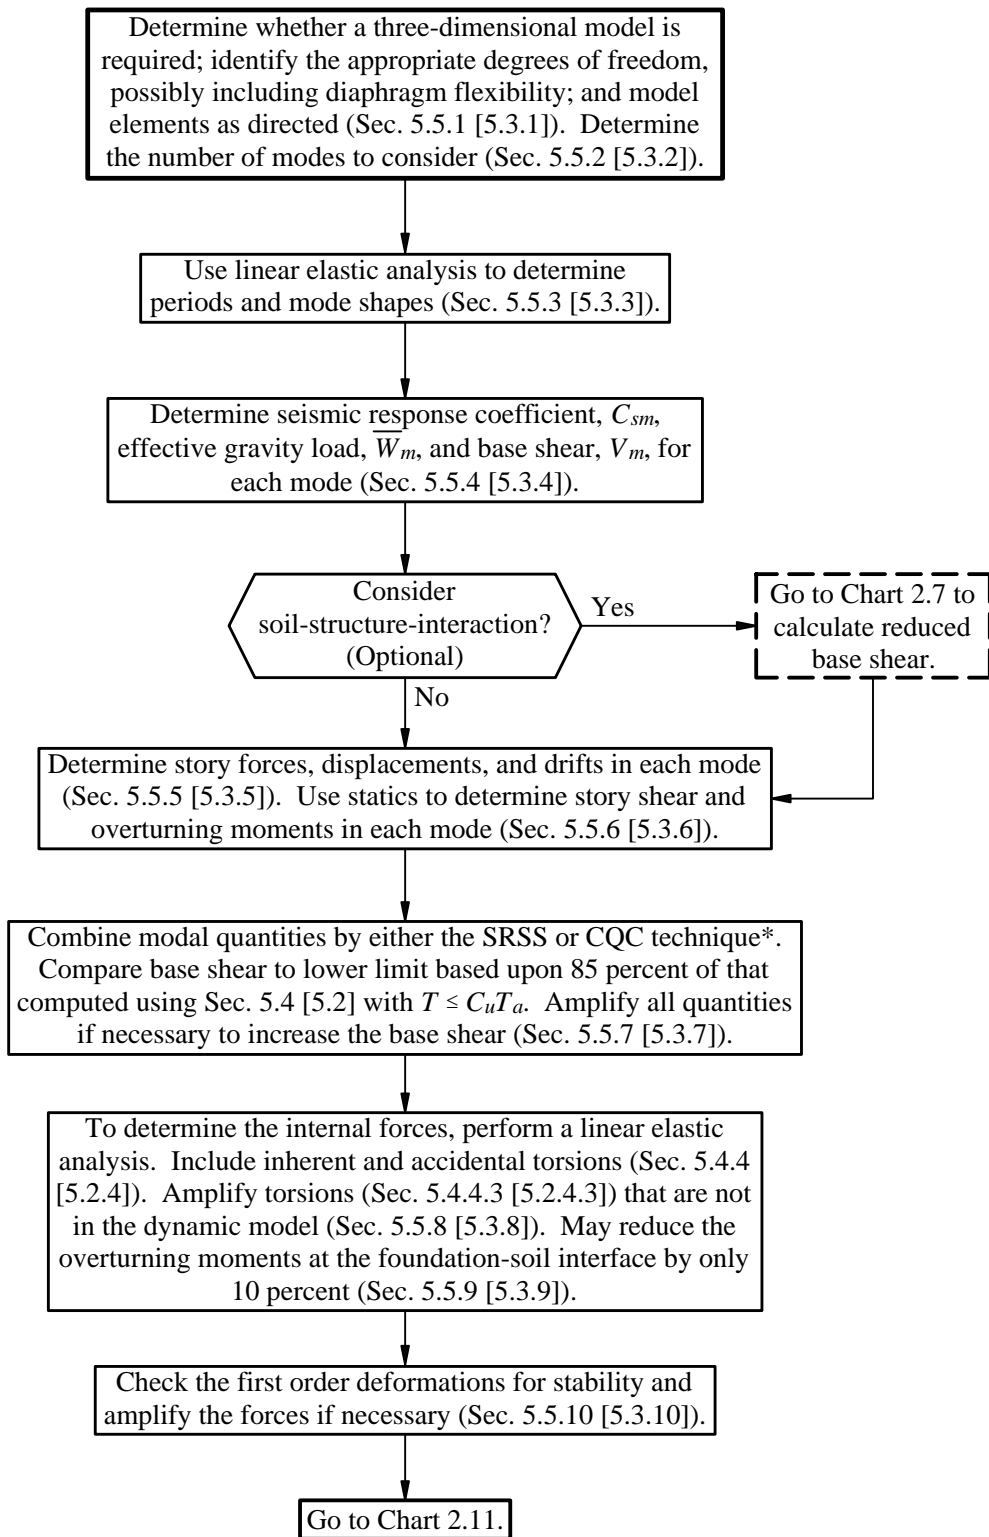 Determine whether a three-dimensional model is
required; identify the appropriate degrees of freedom,
possibly including diaphragm flexibility; and model
elements as directed (Sec. 5.5.1 [5.3.1]).  Determine
the number of modes to consider (Sec. 5.5.2 [5.3.2]).
Use linear elastic analysis to determine
periods and mode shapes (Sec. 5.5.3 [5.3.3]).
Determine seismic response coefficient, Csm,
effective gravity load, W̅m, and base shear, Vm, for
each mode (Sec. 5.5.4 [5.3.4]).
Consider
soil-structure-interaction?
(Optional)
Yes
Go to Chart 2.7 to
calculate reduced
base shear.
No
Determine story forces, displacements, and drifts in each mode
(Sec. 5.5.5 [5.3.5]).  Use statics to determine story shear and
overturning moments in each mode (Sec. 5.5.6 [5.3.6]).
Combine modal quantities by either the SRSS or CQC technique*.
Compare base shear to lower limit based upon 85 percent of that
computed using Sec. 5.4 [5.2] with T ≤ CuTa.  Amplify all quantities
if necessary to increase the base shear (Sec. 5.5.7 [5.3.7]).
To determine the internal forces, perform a linear elastic
analysis.  Include inherent and accidental torsions (Sec. 5.4.4
[5.2.4]).  Amplify torsions (Sec. 5.4.4.3 [5.2.4.3]) that are not
in the dynamic model (Sec. 5.5.8 [5.3.8]).  May reduce the
overturning moments at the foundation-soil interface by only
10 percent (Sec. 5.5.9 [5.3.9]).
Check the first order deformations for stability and
amplify the forces if necessary (Sec. 5.5.10 [5.3.10]).
Go to Chart 2.11.